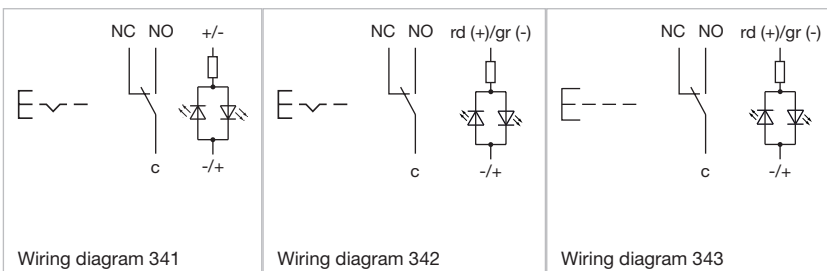 NC NO +/-
c -/+
Wiring diagram 341
NC NO rd (+)/gr (-)
c -/+
Wiring diagram 342
NC NO rd (+)/gr (-)
c -/+
Wiring diagram 343